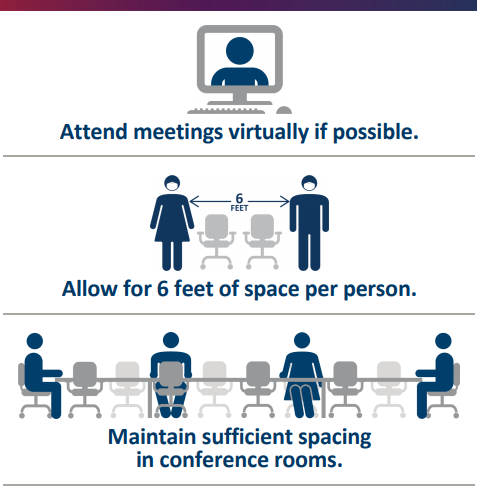 Attend meetings virtually if possible.
6
FEET
Allow for 6 feet of space per person.
Maintain sufficient spacing
in conference rooms.